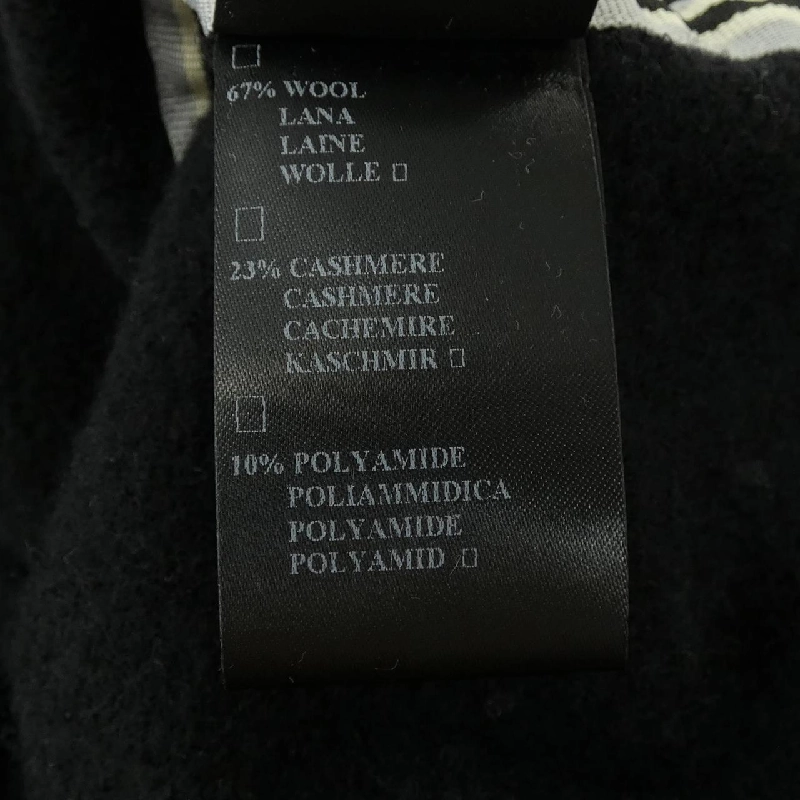 □
67% WOOL
LANA
LAINE
WOLLE □
□
23% CASHMERE
CASHMERE
CACHEMIRE
KASCHMIR □
□
10% POLYAMIDE
POLIAMMIDICA
POLYAMIDE
POLYAMID □